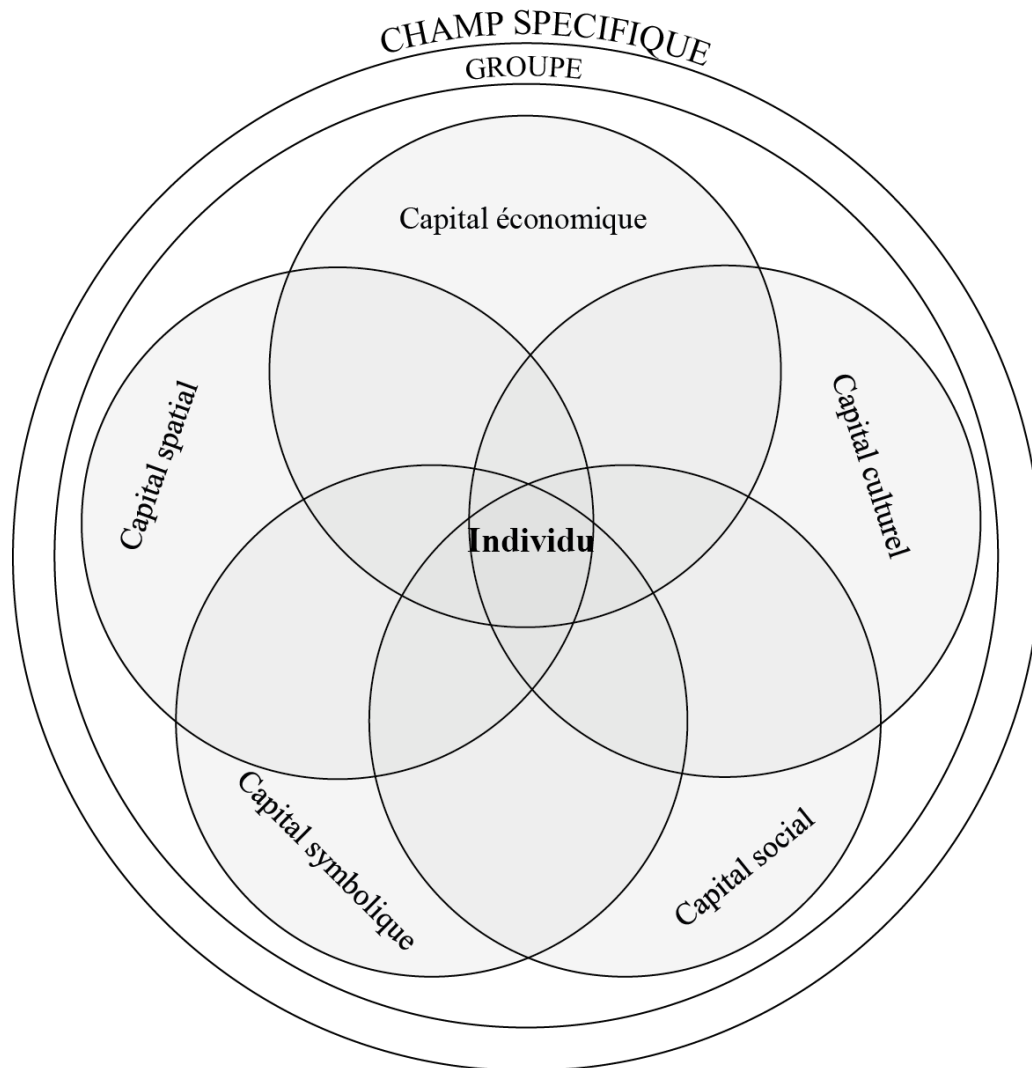 CHAMP SPECIFIQUE
GROUPE
Capital économique
Capital spatial
Capital culturel
Individu
Capital symbolique
Capital social